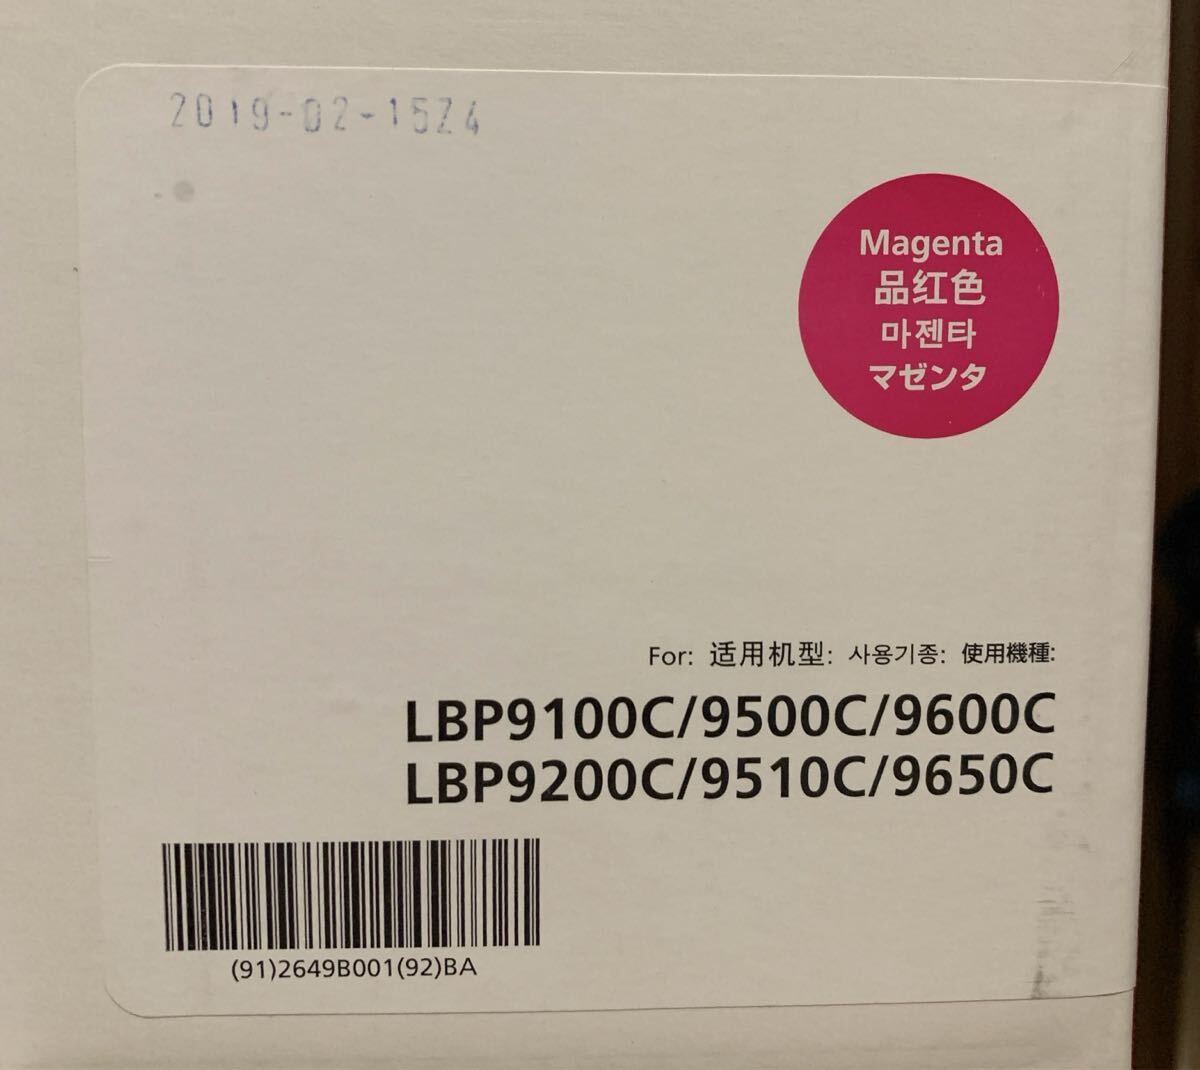 2019-02-15Z4
Magenta
品红色
마젠타
マゼンタ
For: 适用机型: 사용기종: 使用機種:
LBP9100C/9500C/9600C
LBP9200C/9510C/9650C
(91)2649B001(92)BA